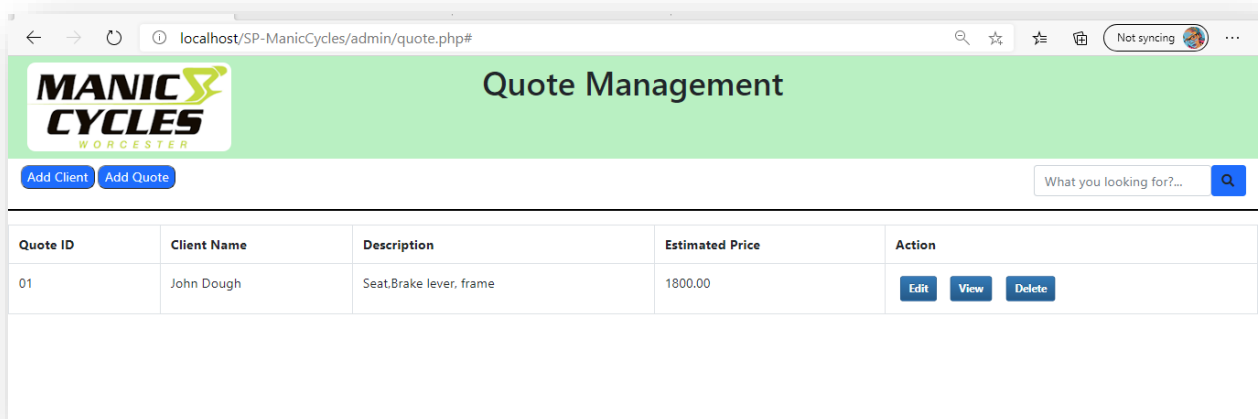 localhost/SP-ManicCycles/admin/quote.php#
Not syncing
MANIC
CYCLES
WORCESTER
Quote Management
Add Client Add Quote
What you looking for?...
Quote ID Client Name Description Estimated Price Action
01 John Dough Seat,Brake lever, frame 1800.00 Edit View Delete